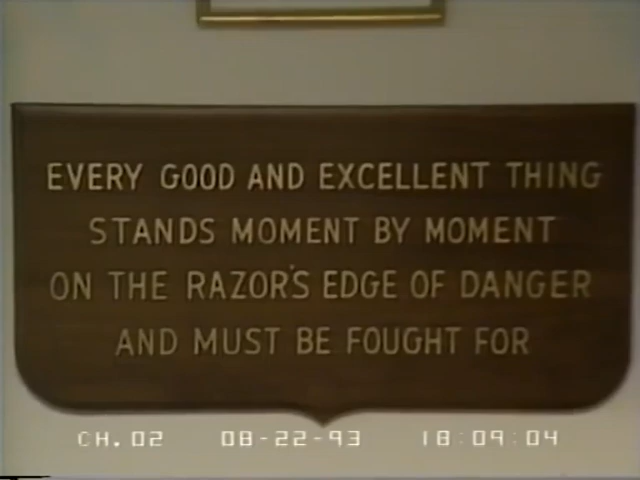 EVERY GOOD AND EXCELLENT THING
STANDS MOMENT BY MOMENT
ON THE RAZOR'S EDGE OF DANGER
AND MUST BE FOUGHT FOR
CH.02 08-22-93 18:09:04